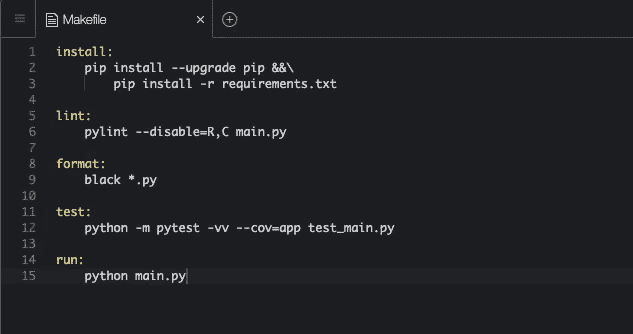 Makefile
1 install:
2     pip install --upgrade pip &&\
3         pip install -r requirements.txt
4
5 lint:
6     pylint --disable=R,C main.py
7
8 format:
9     black *.py
10
11 test:
12     python -m pytest -vv --cov=app test_main.py
13
14 run:
15     python main.py